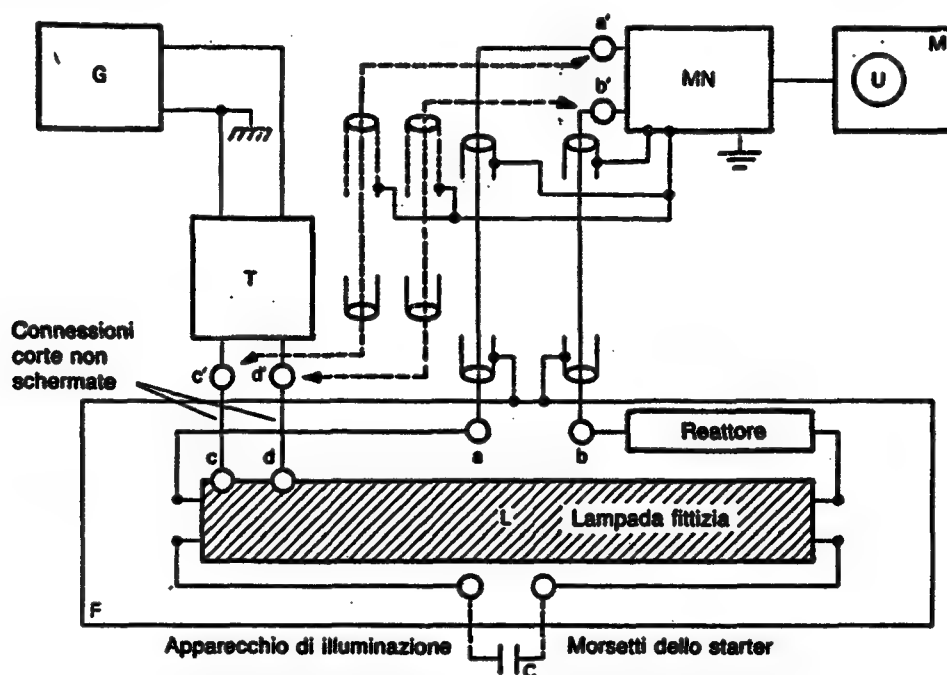 G
a'
b'
MN
M
U
T
Connessioni
corte non
schermate
c'
d'
c
d
a
b
Reattore
L
Lampada fittizia
F
Apparecchio di illuminazione
Morsetti dello starter
C